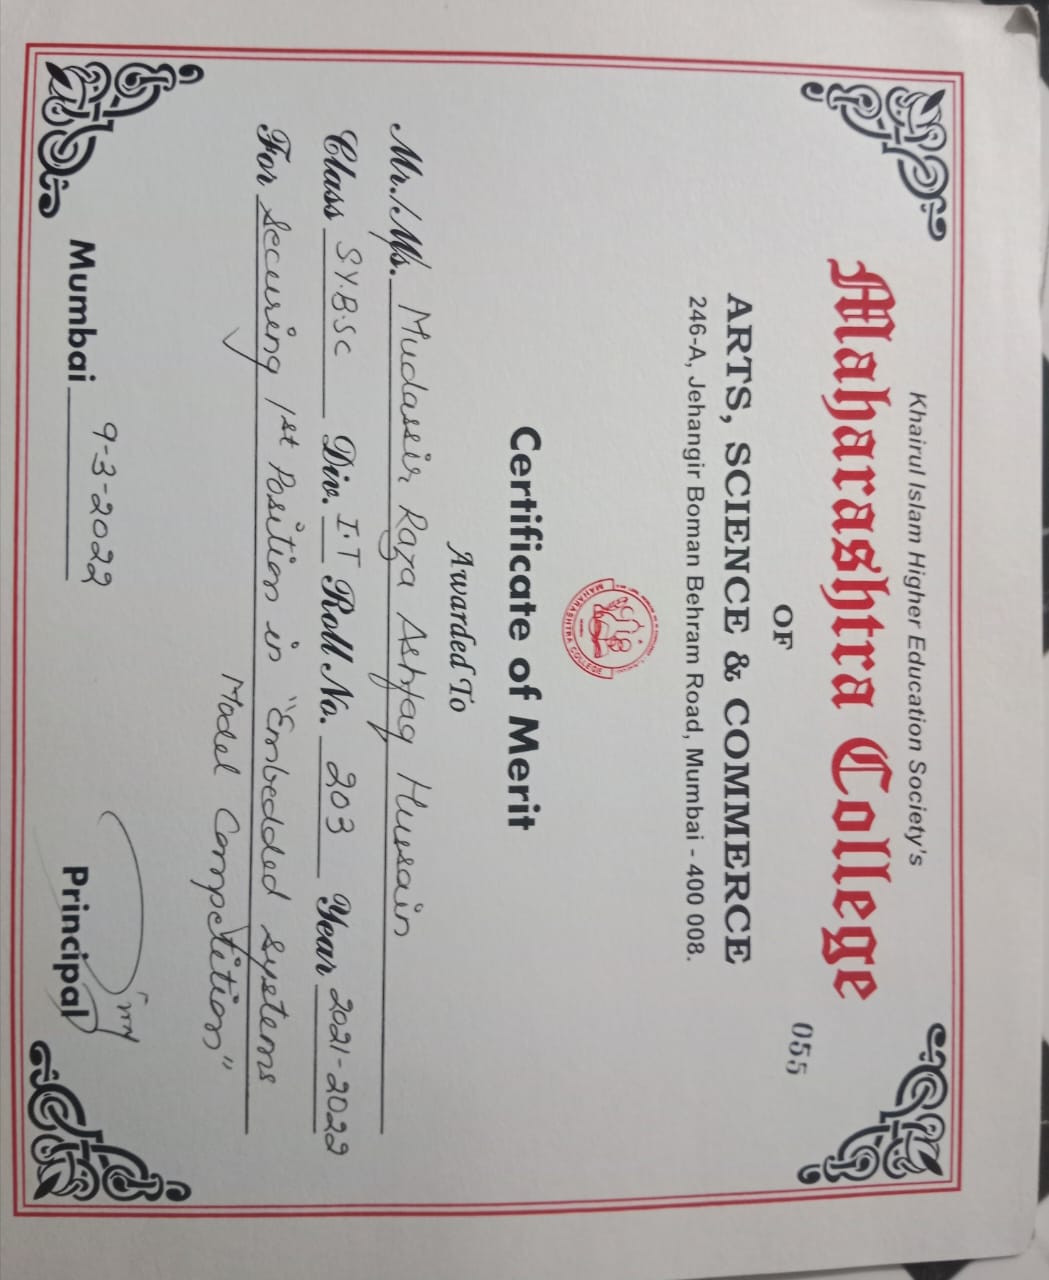 Khairul Islam Higher Education Society's
Maharashtra College
055
OF
ARTS, SCIENCE & COMMERCE
246-A, Jehangir Boman Behram Road, Mumbai - 400 008.
MAHARASHTRA COLLEGE
Certificate of Merit
Awarded To
Mr./Ms. Mudassir Raza Ashfaq Husain
Class S.Y.B.Sc Div. I.T Roll No. 203 Year 2021-2022
For Securing 1st Position in "Embedded systems
Model Competition"
Mumbai 9-3-2022
Principal